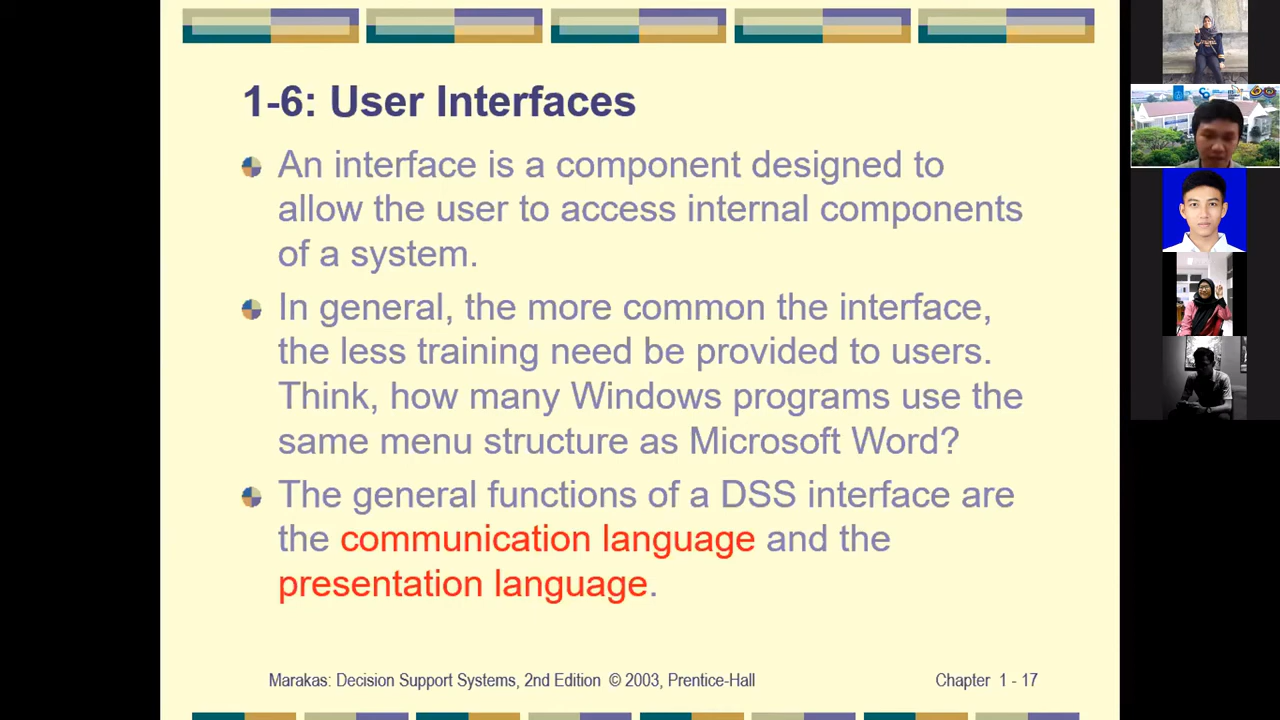 1-6: User Interfaces
An interface is a component designed to
allow the user to access internal components
of a system.
In general, the more common the interface,
the less training need be provided to users.
Think, how many Windows programs use the
same menu structure as Microsoft Word?
The general functions of a DSS interface are
the communication language and the
presentation language.
Marakas: Decision Support Systems, 2nd Edition © 2003, Prentice-Hall
Chapter 1 - 17